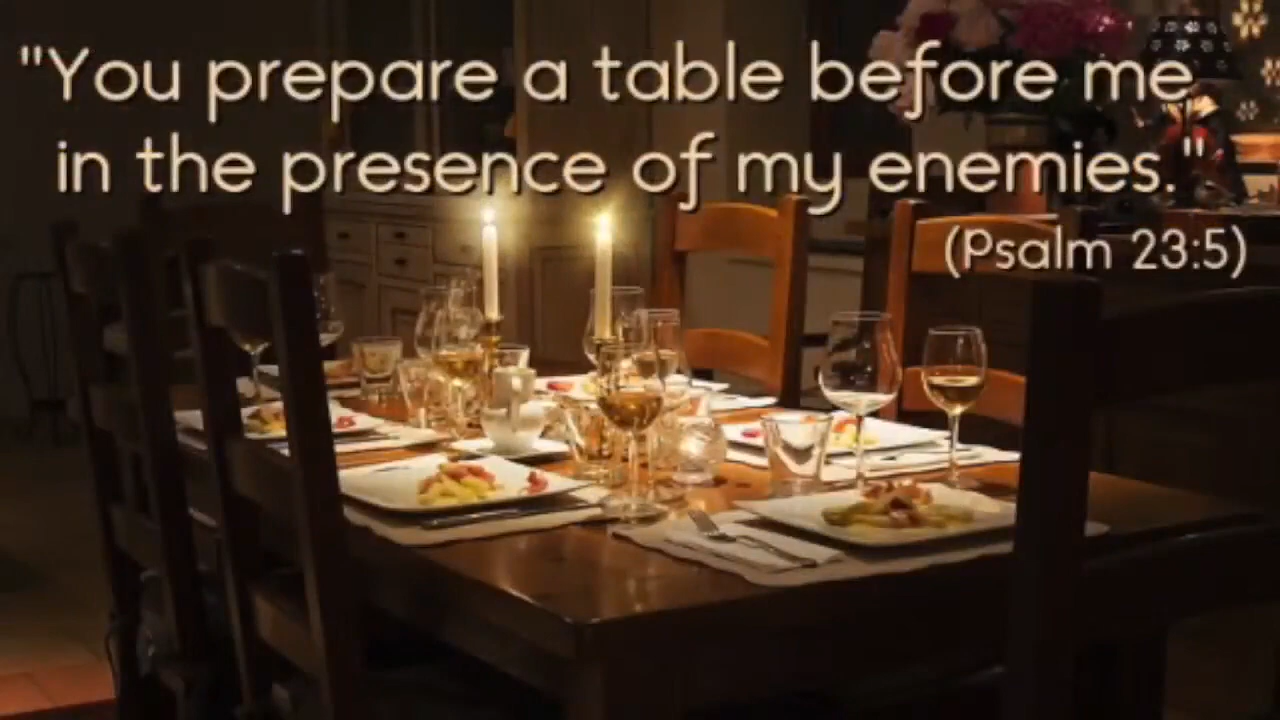 "You prepare a table before me
in the presence of my enemies."
(Psalm 23:5)